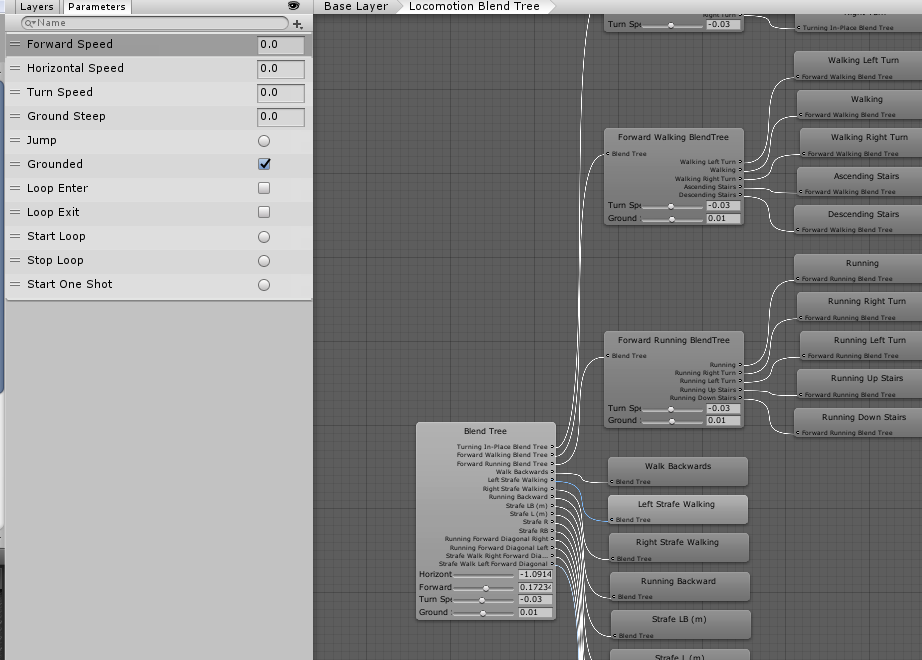 Layers Parameters
Name
Forward Speed 0.0
Horizontal Speed 0.0
Turn Speed 0.0
Ground Steep 0.0
Jump
Grounded
Loop Enter
Loop Exit
Start Loop
Stop Loop
Start One Shot
Base Layer Locomotion Blend Tree
Turn Spe -0.03
Turning In-Place Blend Tree
Walking Left Turn
Forward Walking Blend Tree
Walking
Forward Walking Blend Tree
Walking Right Turn
Forward Walking Blend Tree
Ascending Stairs
Forward Walking Blend Tree
Descending Stairs
Forward Walking Blend Tree
Forward Walking BlendTree
Blend Tree
Walking Left Turn
Walking
Walking Right Turn
Ascending Stairs
Descending Stairs
Turn Spe -0.03
Ground : 0.01
Running
Forward Running Blend Tree
Running Right Turn
Forward Running Blend Tree
Running Left Turn
Forward Running Blend Tree
Running Up Stairs
Forward Running Blend Tree
Running Down Stairs
Forward Running Blend Tree
Forward Running BlendTree
Blend Tree
Running
Running Right Turn
Running Left Turn
Running Up Stairs
Running Down Stairs
Turn Spe -0.03
Ground : 0.01
Blend Tree
Turning In-Place Blend Tree
Forward Walking Blend Tree
Forward Running Blend Tree
Walk Backwards
Left Strafe Walking
Right Strafe Walking
Running Backward
Strafe LB (m)
Strafe L (m)
Strafe R
Strafe RB
Running Forward Diagonal Right
Running Forward Diagonal Left
Strafe Walk Right Forward Dia...
Strafe Walk Left Forward Diagonal
Horizont -1.0914
Forward 0.17234
Turn Spe -0.03
Ground : 0.01
Walk Backwards
Blend Tree
Left Strafe Walking
Blend Tree
Right Strafe Walking
Blend Tree
Running Backward
Blend Tree
Strafe LB (m)
Blend Tree
Strafe L (m)